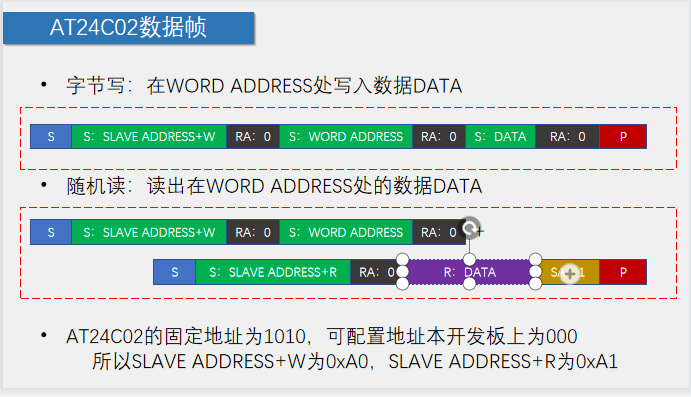 AT24C02数据帧
• 字节写：在WORD ADDRESS处写入数据DATA
S S：SLAVE ADDRESS+W RA：0 S：WORD ADDRESS RA：0 S：DATA RA：0 P
• 随机读：读出在WORD ADDRESS处的数据DATA
S S：SLAVE ADDRESS+W RA：0 S：WORD ADDRESS RA：0 +
S S：SLAVE ADDRESS+R RA：0 R：DATA P
• AT24C02的固定地址为1010，可配置地址本开发板上为000
所以SLAVE ADDRESS+W为0xA0，SLAVE ADDRESS+R为0xA1